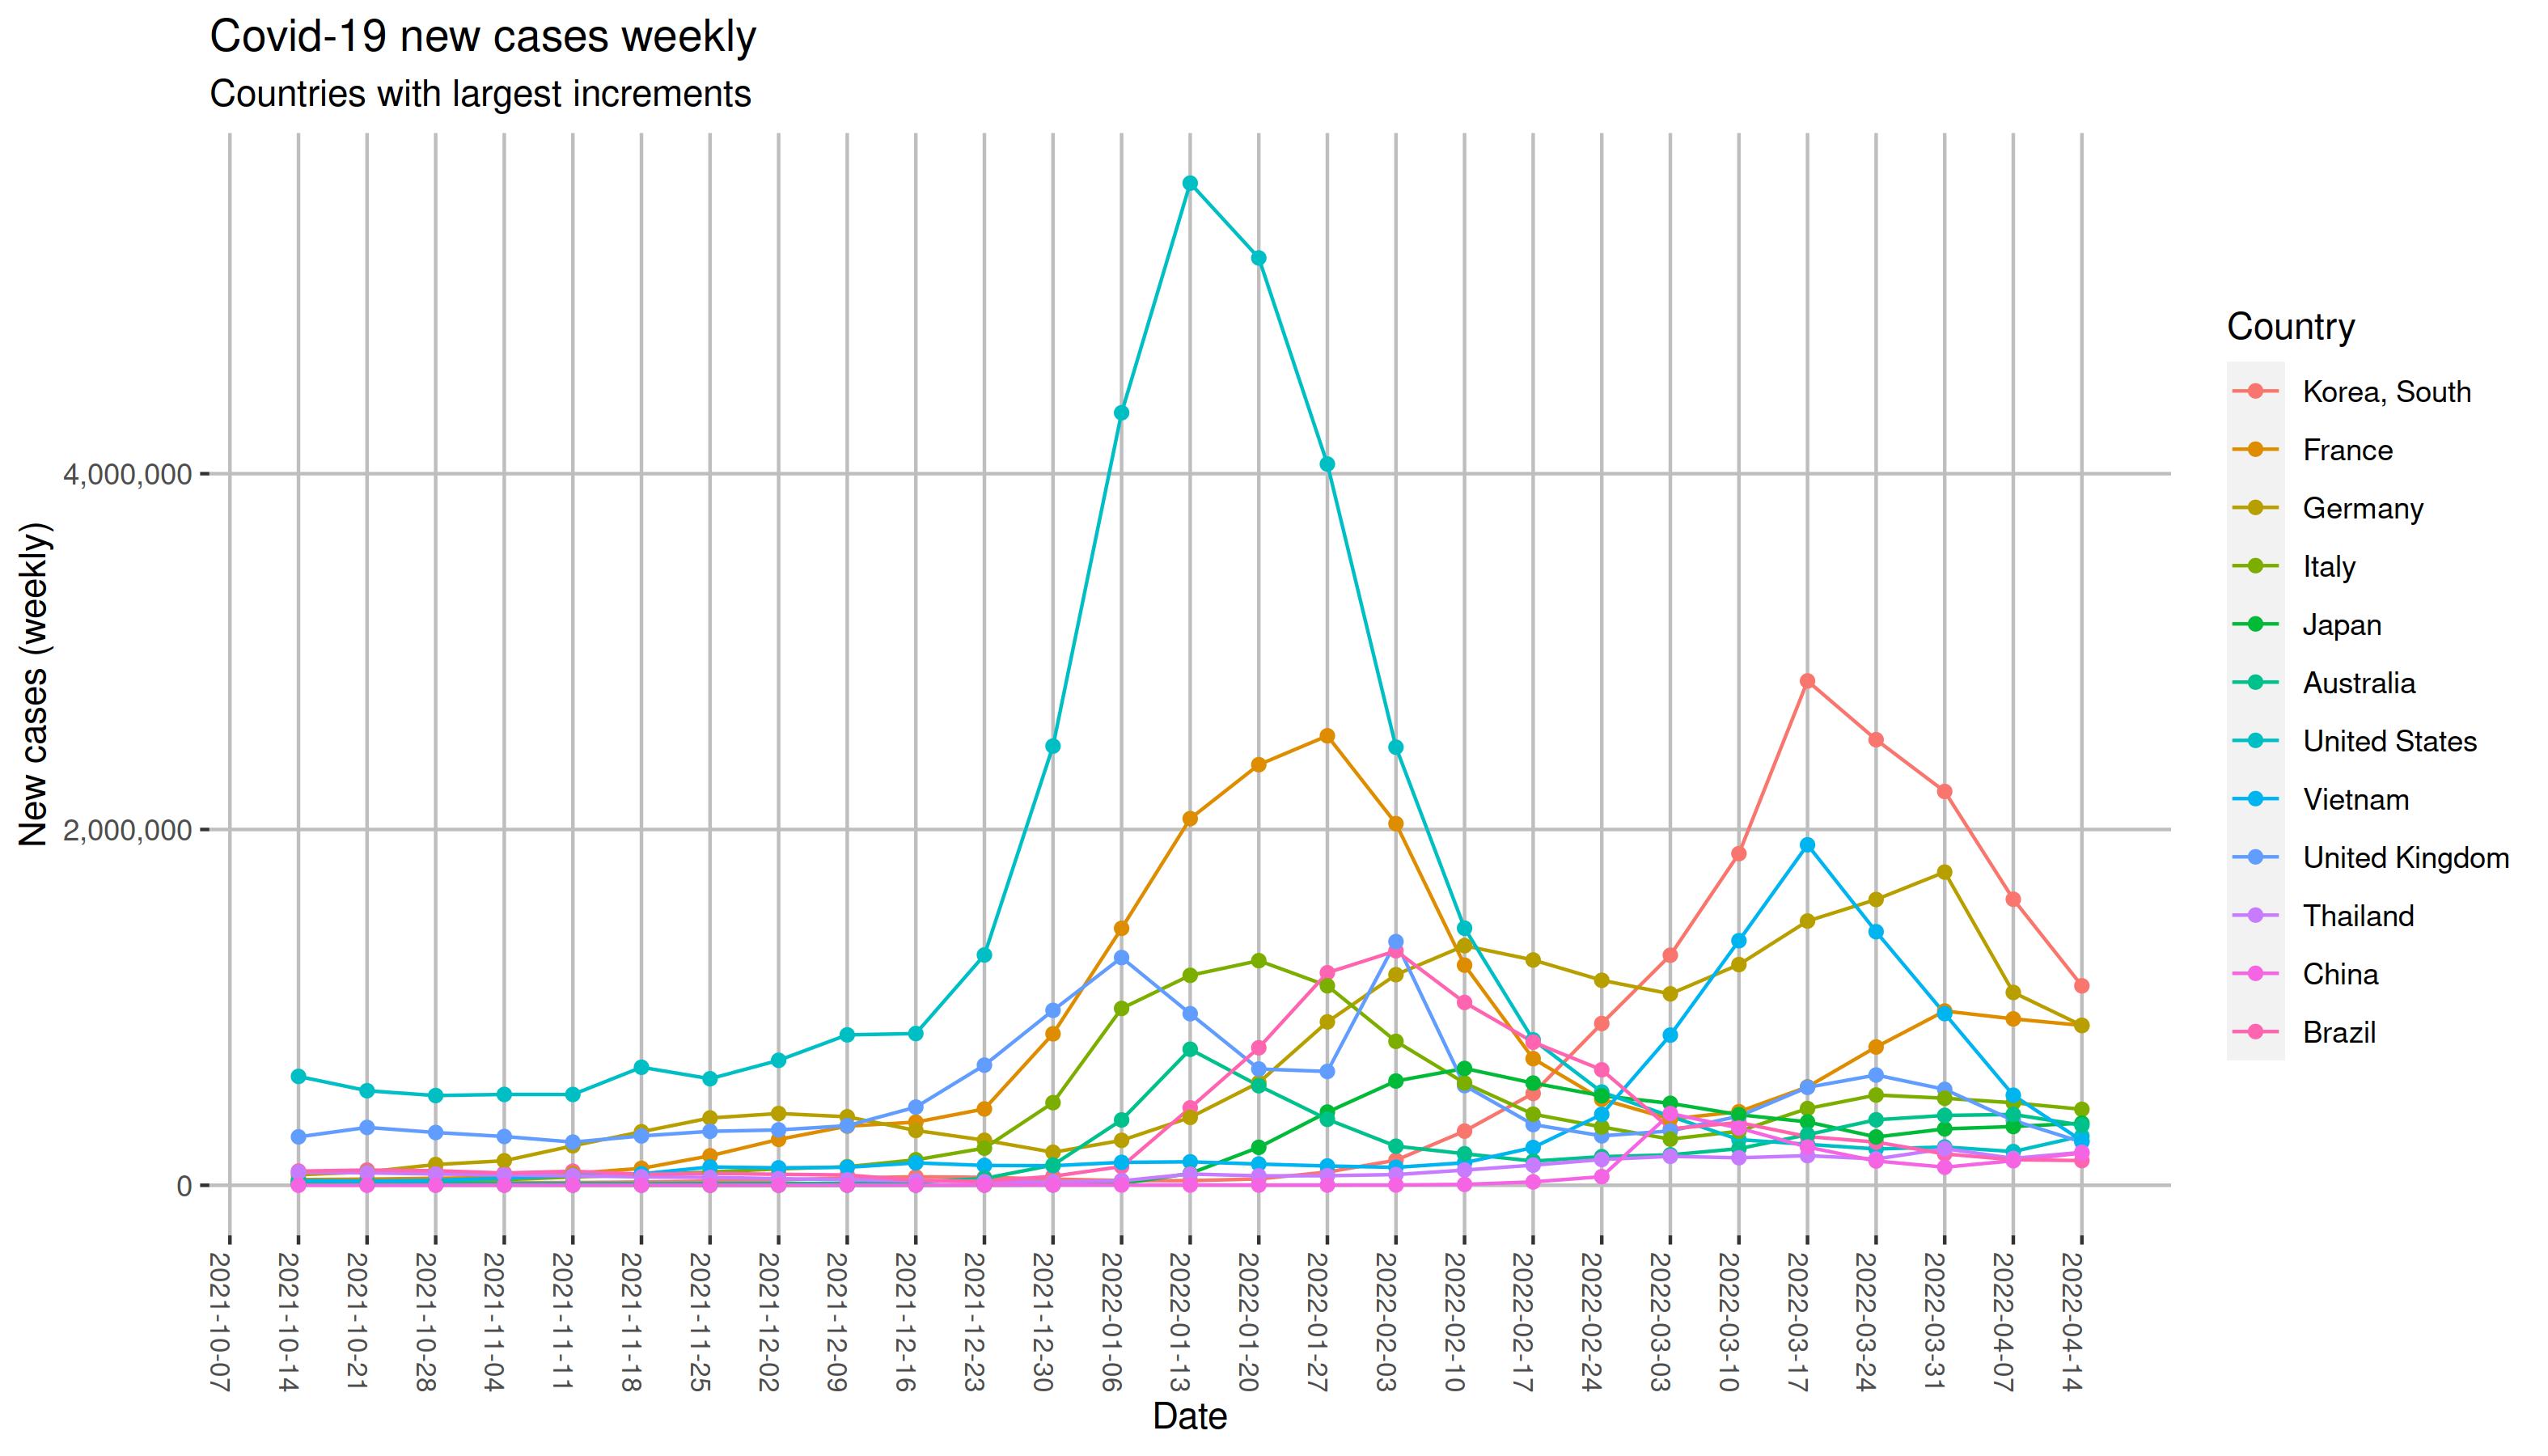 Covid-19 new cases weekly
Countries with largest increments
New cases (weekly)
4,000,000
2,000,000
0
2021-10-07
2021-10-14
2021-10-21
2021-10-28
2021-11-04
2021-11-11
2021-11-18
2021-11-25
2021-12-02
2021-12-09
2021-12-16
2021-12-23
2021-12-30
2022-01-06
2022-01-13
2022-01-20
2022-01-27
2022-02-03
2022-02-10
2022-02-17
2022-02-24
2022-03-03
2022-03-10
2022-03-17
2022-03-24
2022-03-31
2022-04-07
2022-04-14
Date
Country
Korea, South
France
Germany
Italy
Japan
Australia
United States
Vietnam
United Kingdom
Thailand
China
Brazil